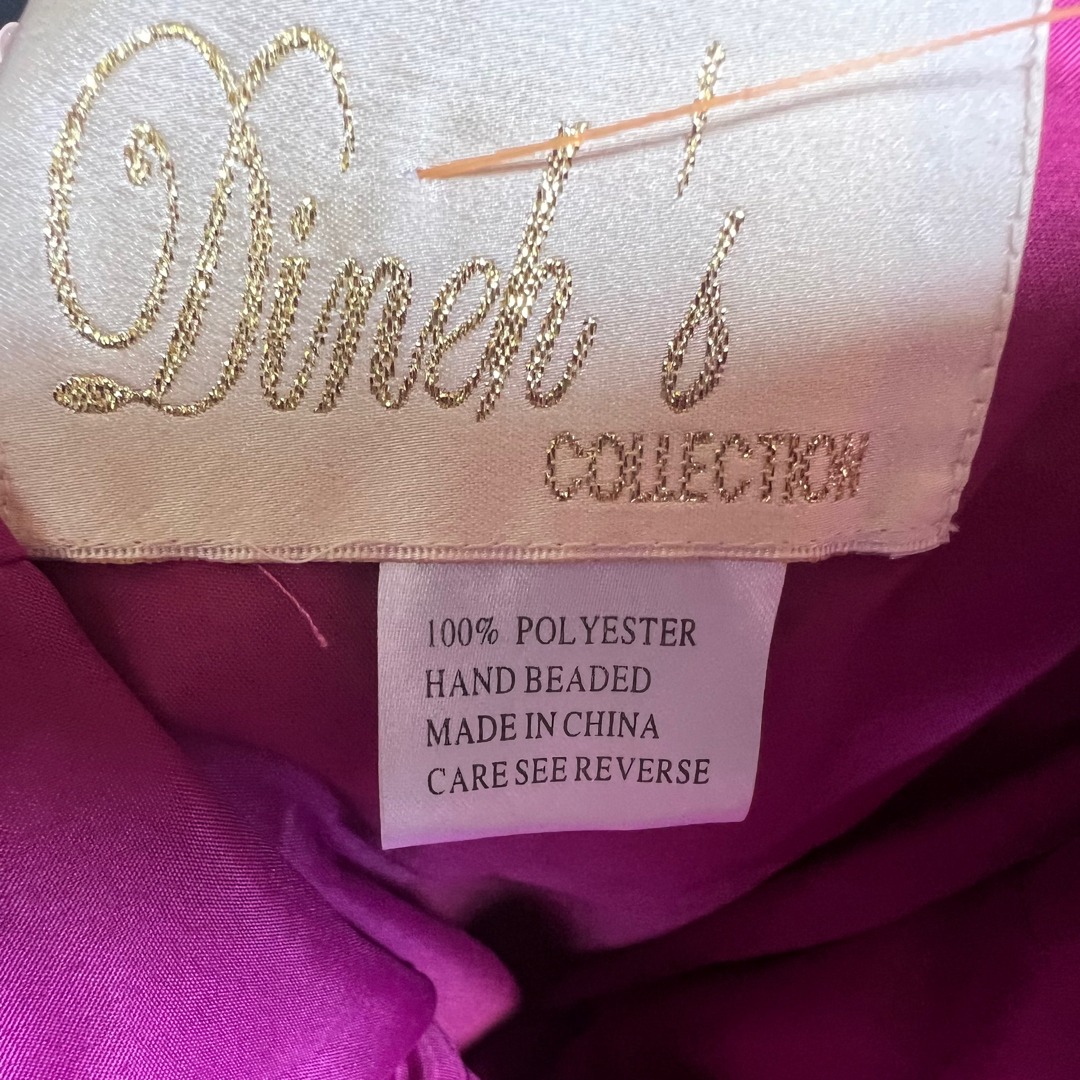 Dineh's
COLLECTION
100% POLYESTER
HAND BEADED
MADE IN CHINA
CARE SEE REVERSE